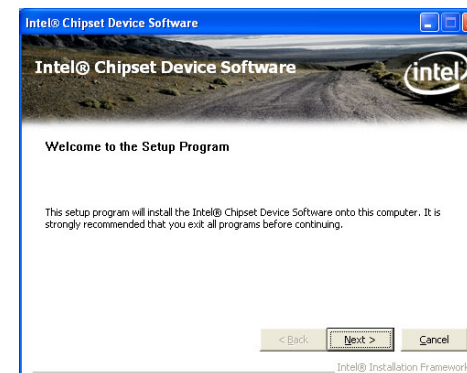 Intel® Chipset Device Software
Intel® Chipset Device Software
intel
Welcome to the Setup Program
This setup program will install the Intel® Chipset Device Software onto this computer. It is
strongly recommended that you exit all programs before continuing.
< Back
Next >
Cancel
Intel® Installation Framework